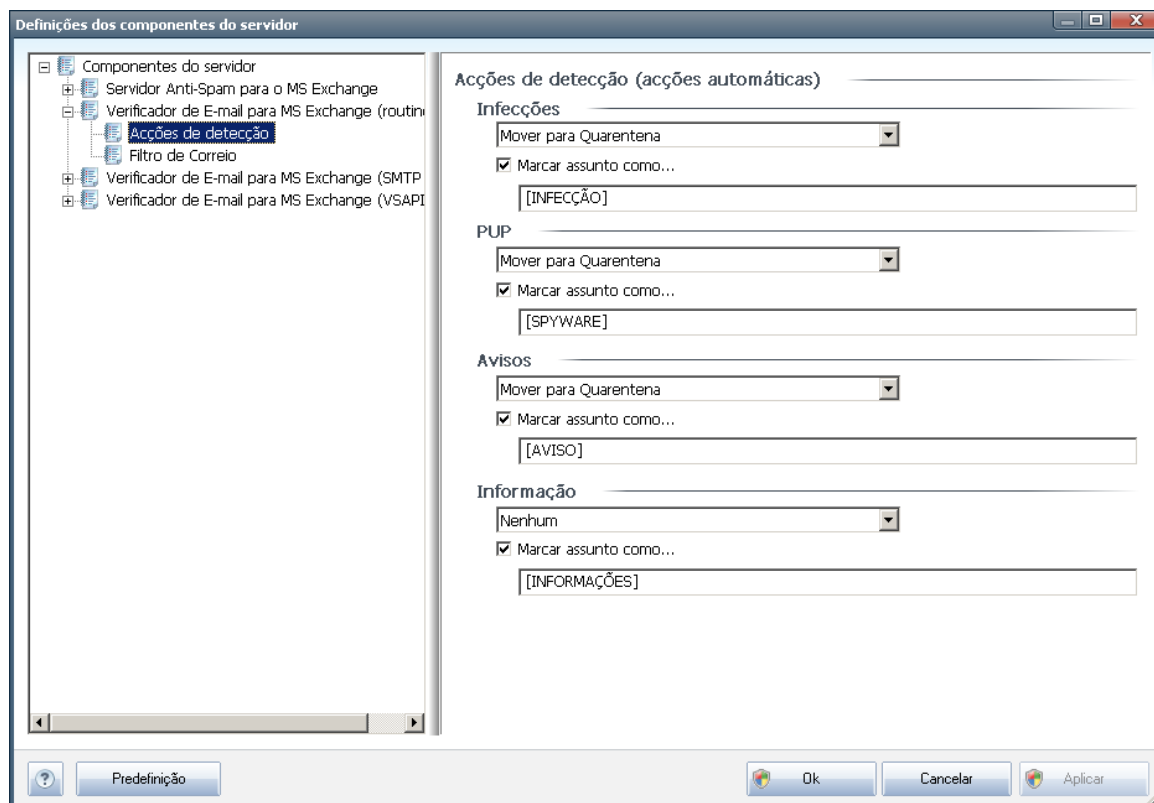 Definições dos componentes do servidor
Componentes do servidor
Servidor Anti-Spam para o MS Exchange
Verificador de E-mail para MS Exchange (routin
Acções de detecção
Filtro de Correio
Verificador de E-mail para MS Exchange (SMTP
Verificador de E-mail para MS Exchange (VSAPI
Acções de detecção (acções automáticas)
Infecções
Mover para Quarentena
Marcar assunto como...
[INFECÇÃO]
PUP
Mover para Quarentena
Marcar assunto como...
[SPYWARE]
Avisos
Mover para Quarentena
Marcar assunto como...
[AVISO]
Informação
Nenhum
Marcar assunto como...
[INFORMAÇÕES]
? Predefinição Ok Cancelar Aplicar